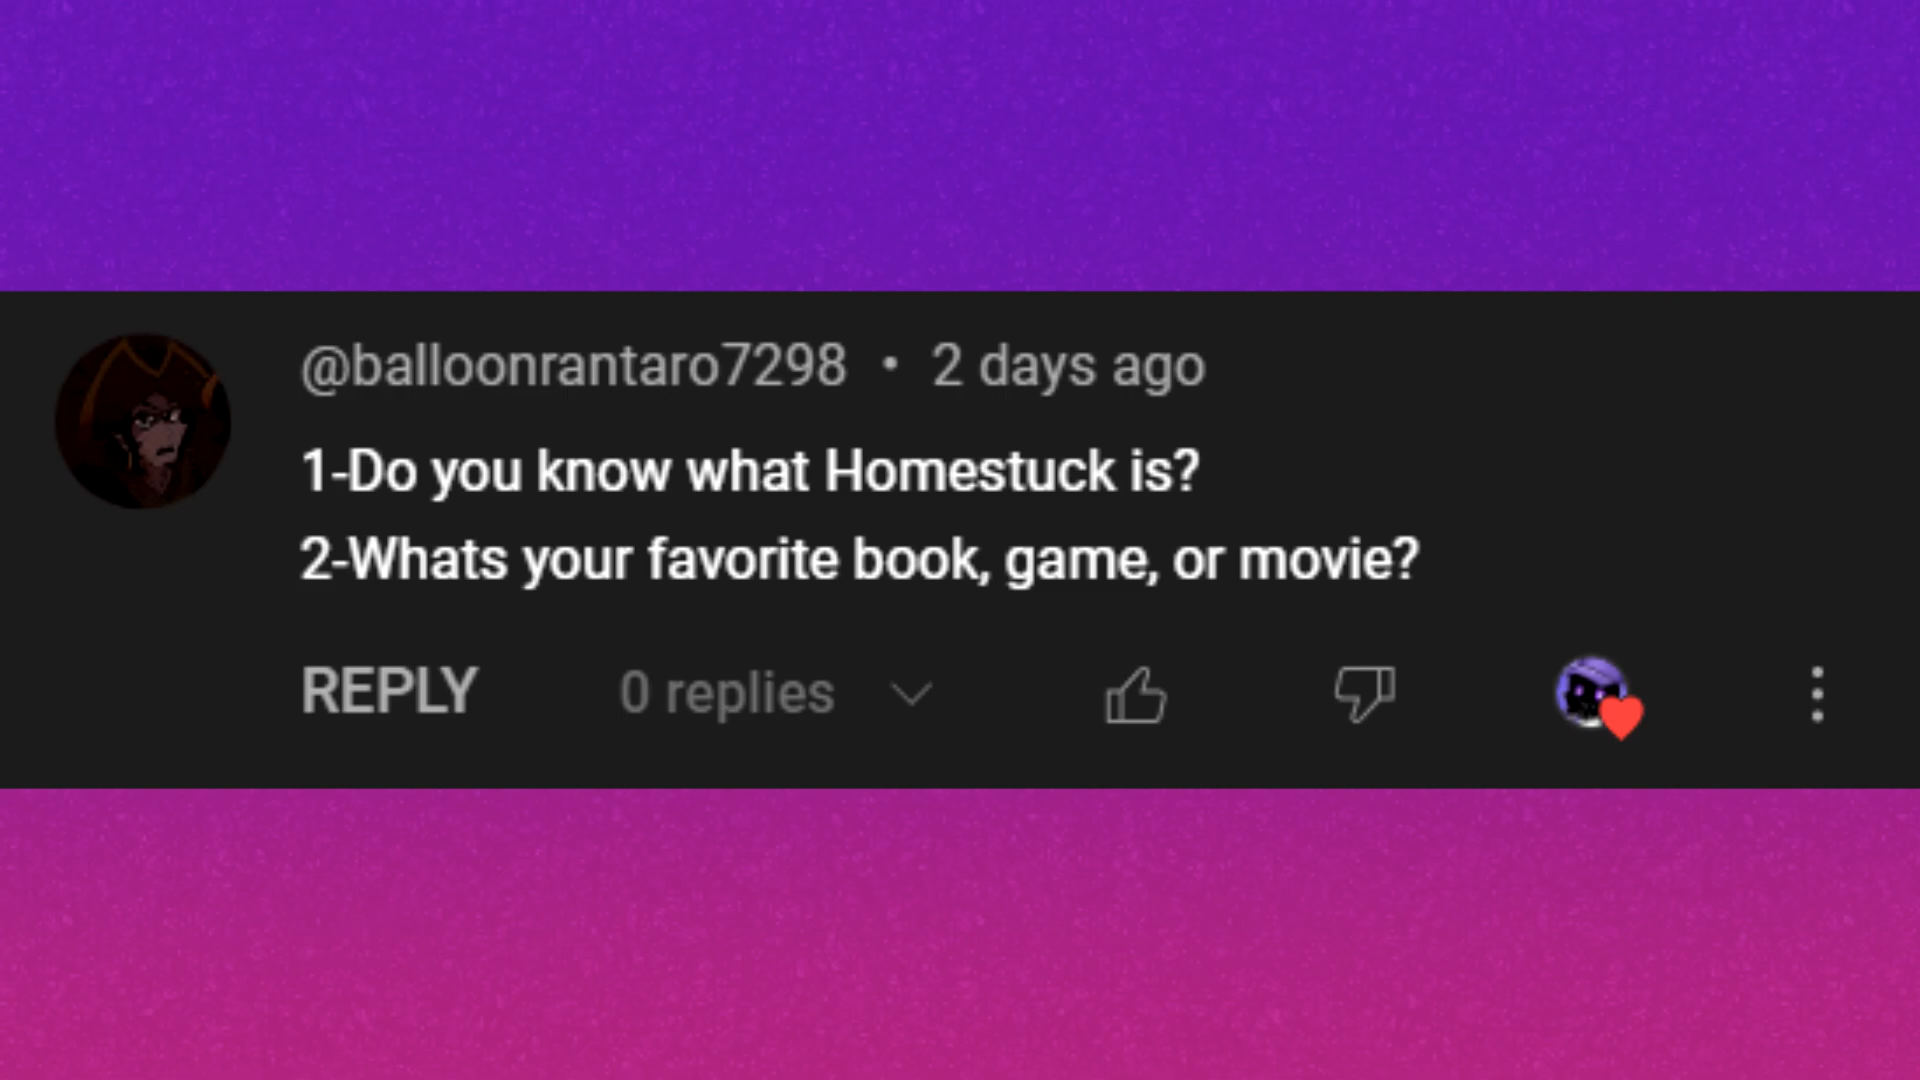 @balloonrantaro7298 • 2 days ago
1-Do you know what Homestuck is?
2-Whats your favorite book, game, or movie?
REPLY 0 replies